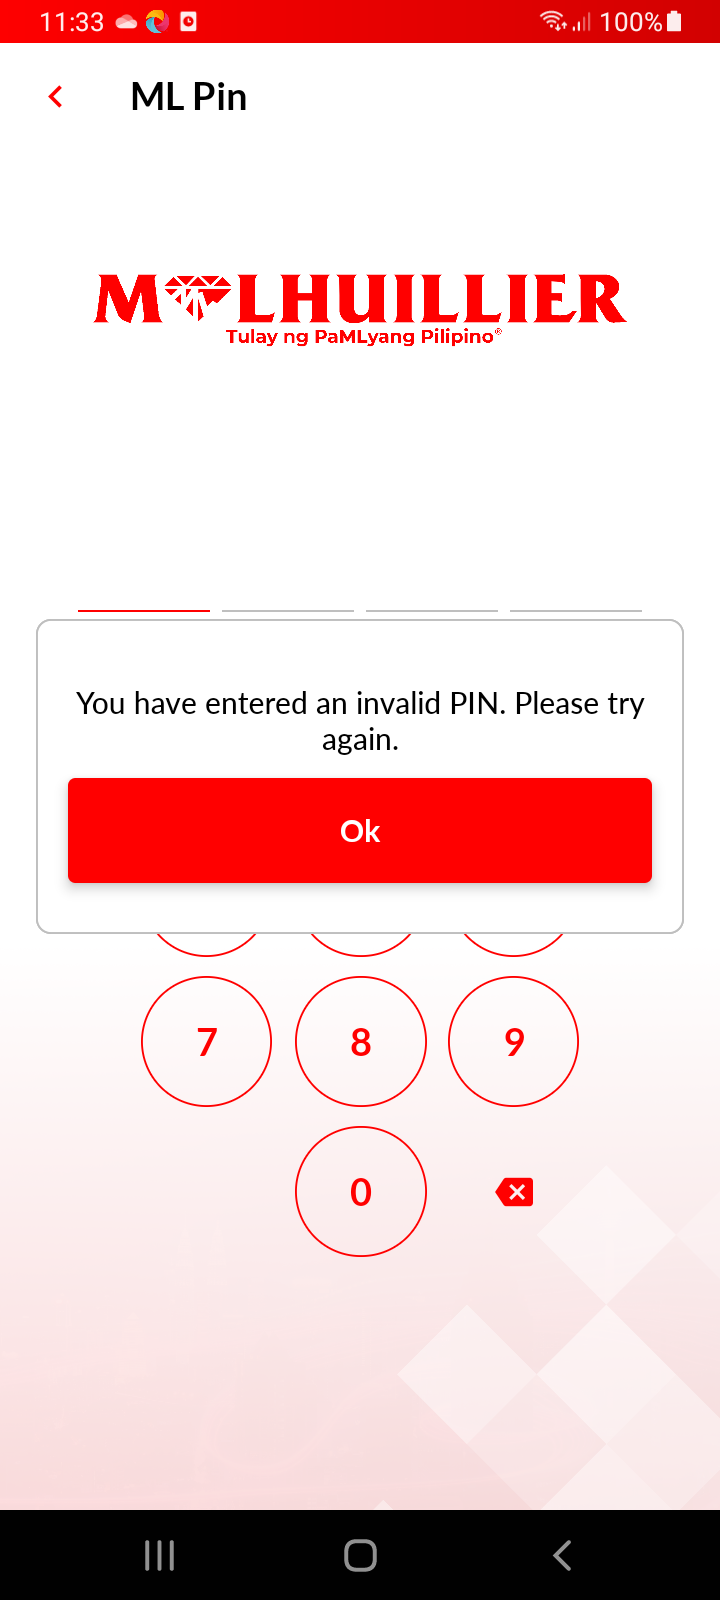 11:33 100%
ML Pin
M LHUILLIER
Tulay ng PaMLyang Pilipino®
You have entered an invalid PIN. Please try
again.
Ok
7 8 9
0